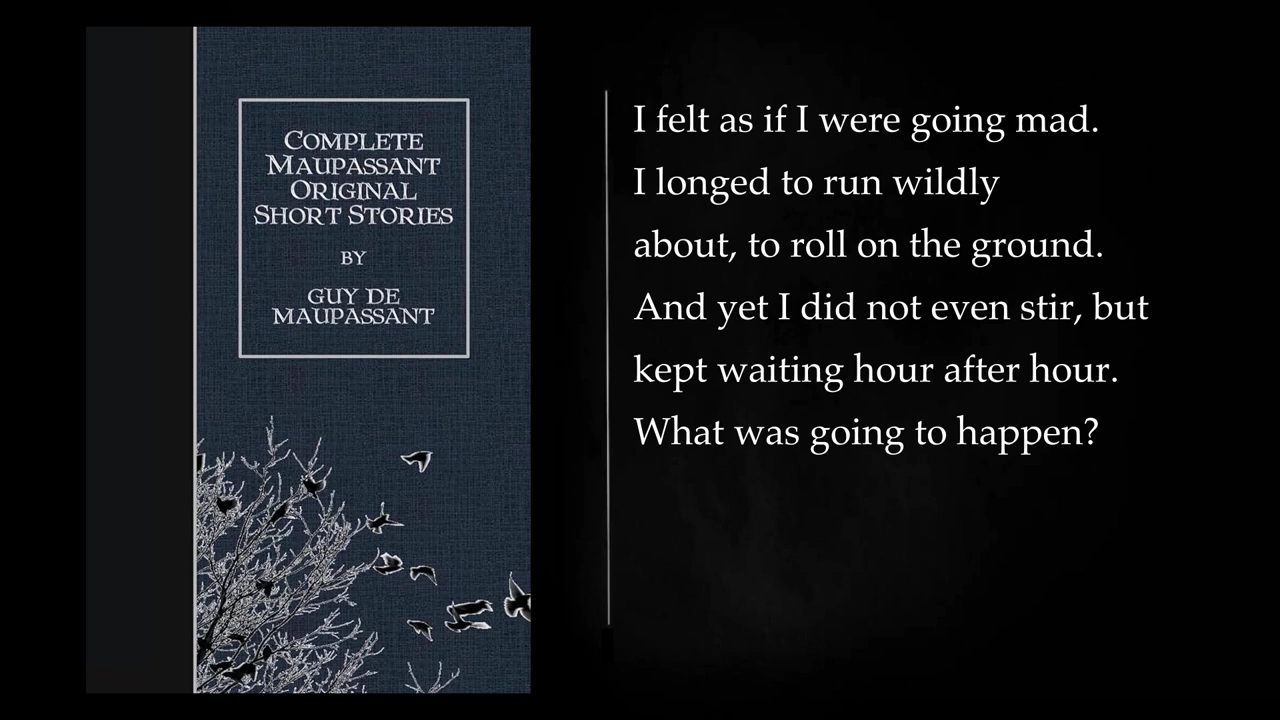 COMPLETE
MAUPASSANT
ORIGINAL
SHORT STORIES
BY
GUY DE
MAUPASSANT
I felt as if I were going mad.
I longed to run wildly
about, to roll on the ground.
And yet I did not even stir, but
kept waiting hour after hour.
What was going to happen?